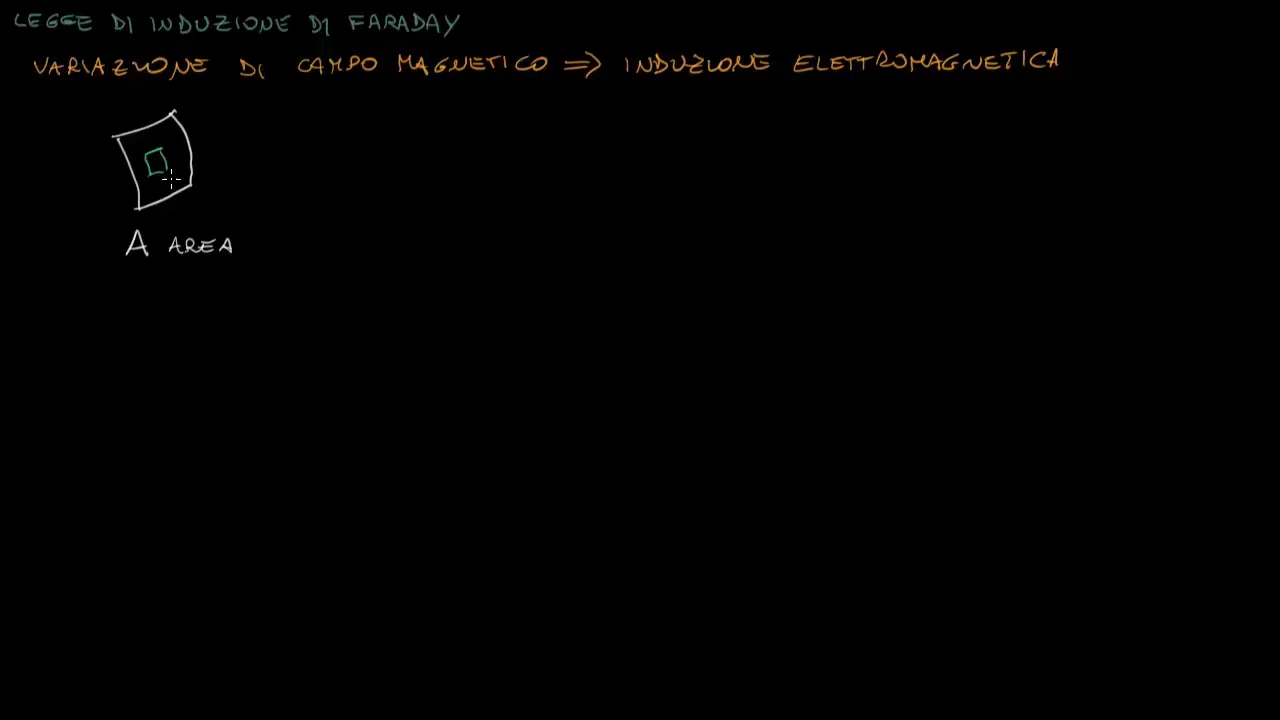 LEGGE DI INDUZIONE DI FARADAY
VARIAZIONE DI CAMPO MAGNETICO => INDUZIONE ELETTROMAGNETICA
A AREA